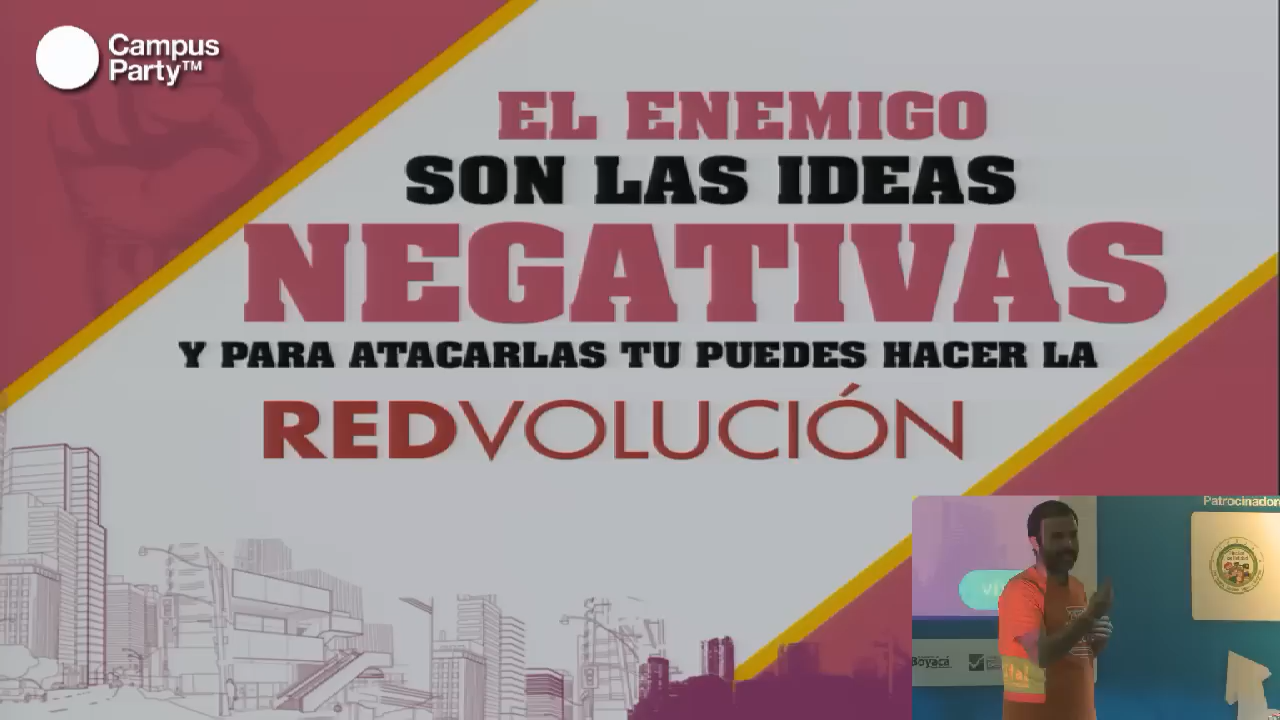 Campus
Party™
EL ENEMIGO
SON LAS IDEAS
NEGATIVAS
Y PARA ATACARLAS TU PUEDES HACER LA
REDVOLUCIÓN
Patrocinador
Boyacá